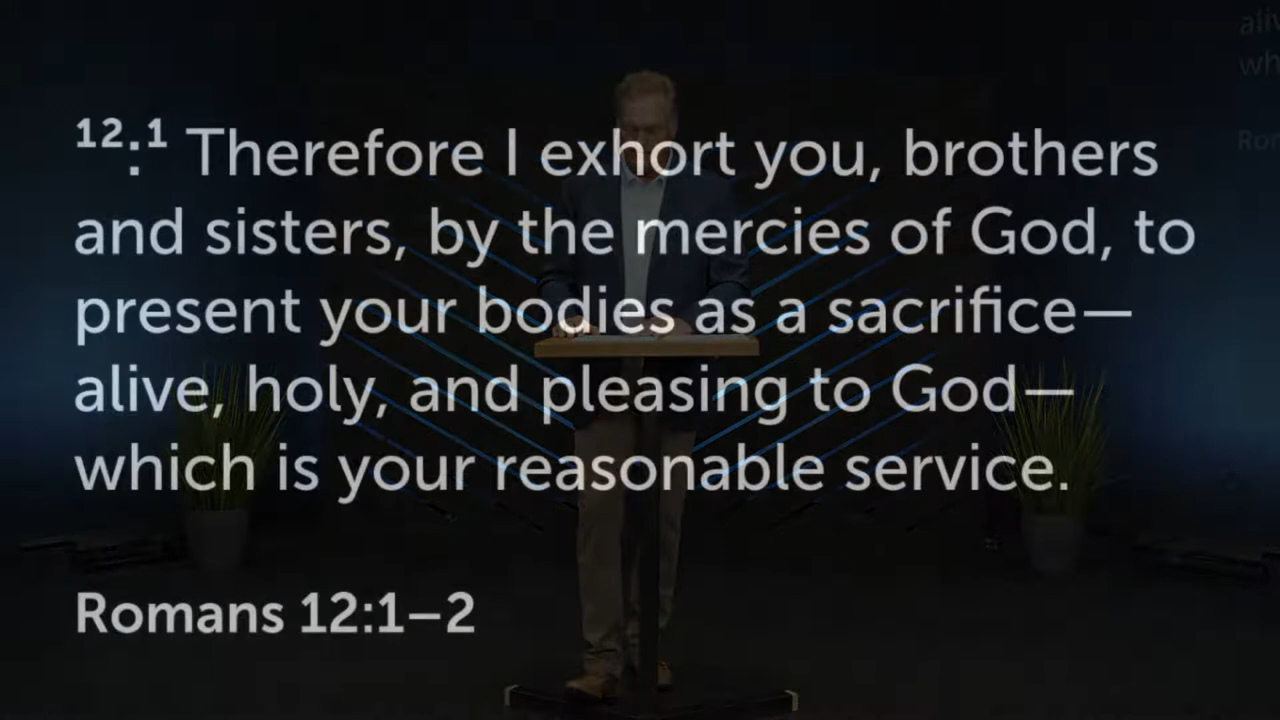 12:1 Therefore I exhort you, brothers
and sisters, by the mercies of God, to
present your bodies as a sacrifice—
alive, holy, and pleasing to God—
which is your reasonable service.
Romans 12:1–2